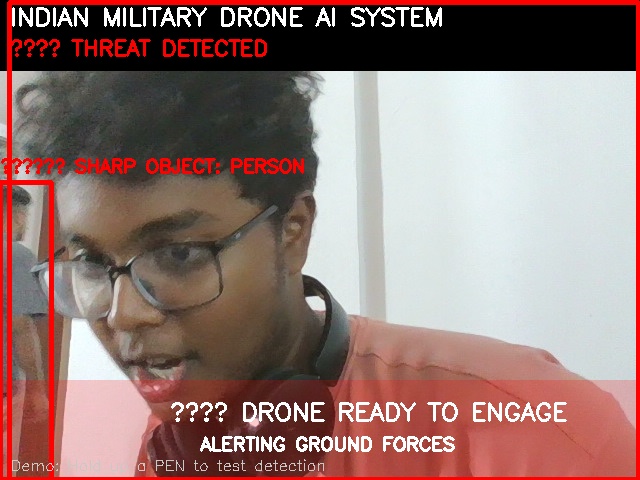 INDIAN MILITARY DRONE AI SYSTEM
???? THREAT DETECTED
?????? SHARP OBJECT: PERSON
???? DRONE READY TO ENGAGE
ALERTING GROUND FORCES
Demo: a PEN to test detection